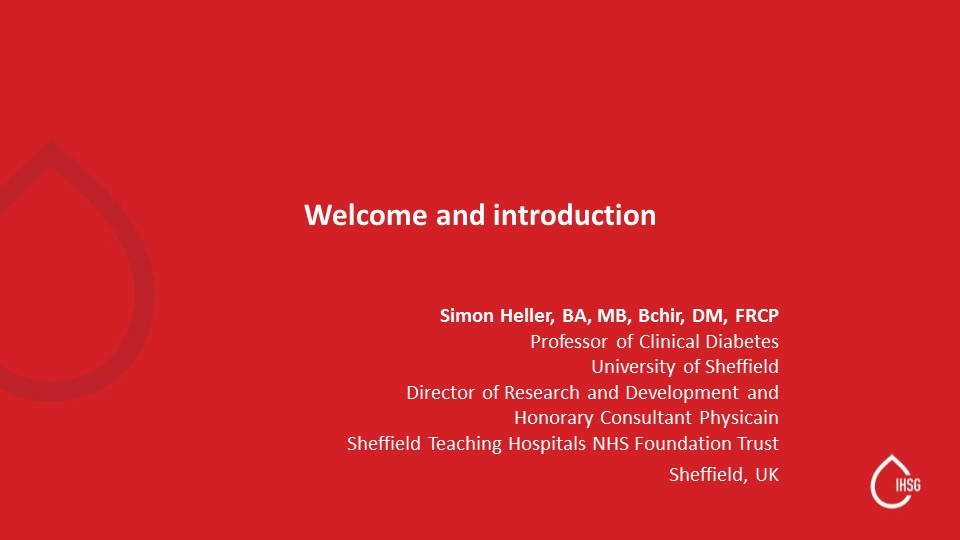 Welcome and introduction
Simon Heller, BA, MB, Bchir, DM, FRCP
Professor of Clinical Diabetes
University of Sheffield
Director of Research and Development and
Honorary Consultant Physicain
Sheffield Teaching Hospitals NHS Foundation Trust
Sheffield, UK
IHSG